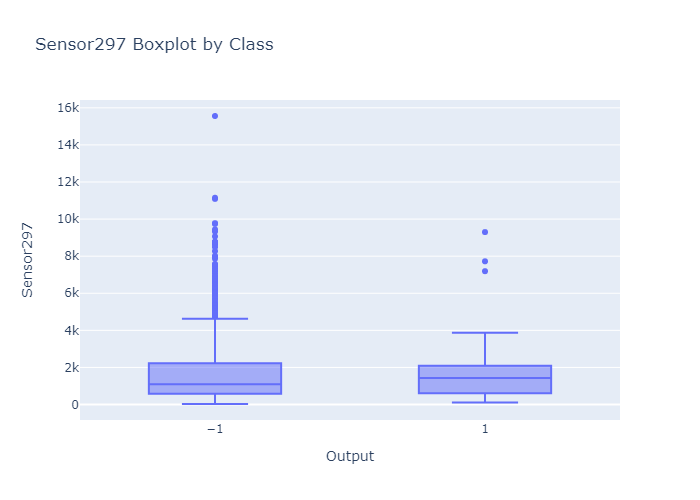 Sensor297 Boxplot by Class
16k
14k
12k
10k
8k
6k
4k
2k
0
Sensor297
−1
1
Output